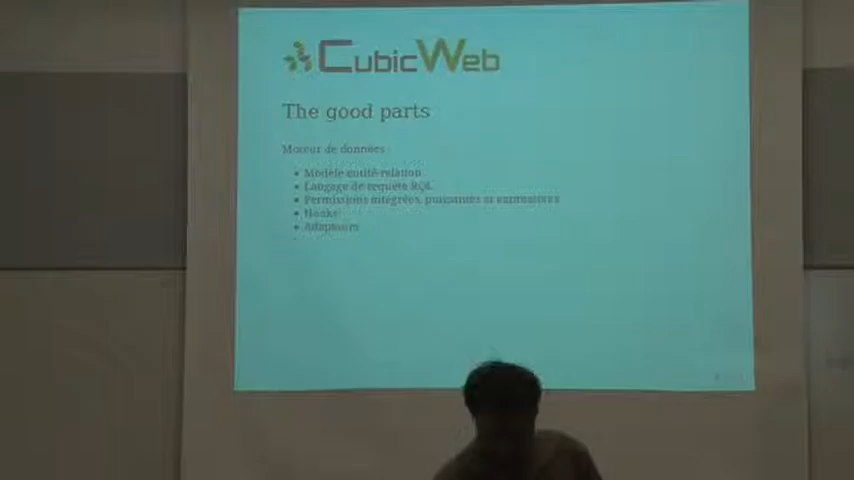 CubicWeb
The good parts
Moteur de données
Modèle entité-relation
Langage de requête RQL
Permissions intégrées, puissantes et expressives
Hooks
Adapteurs